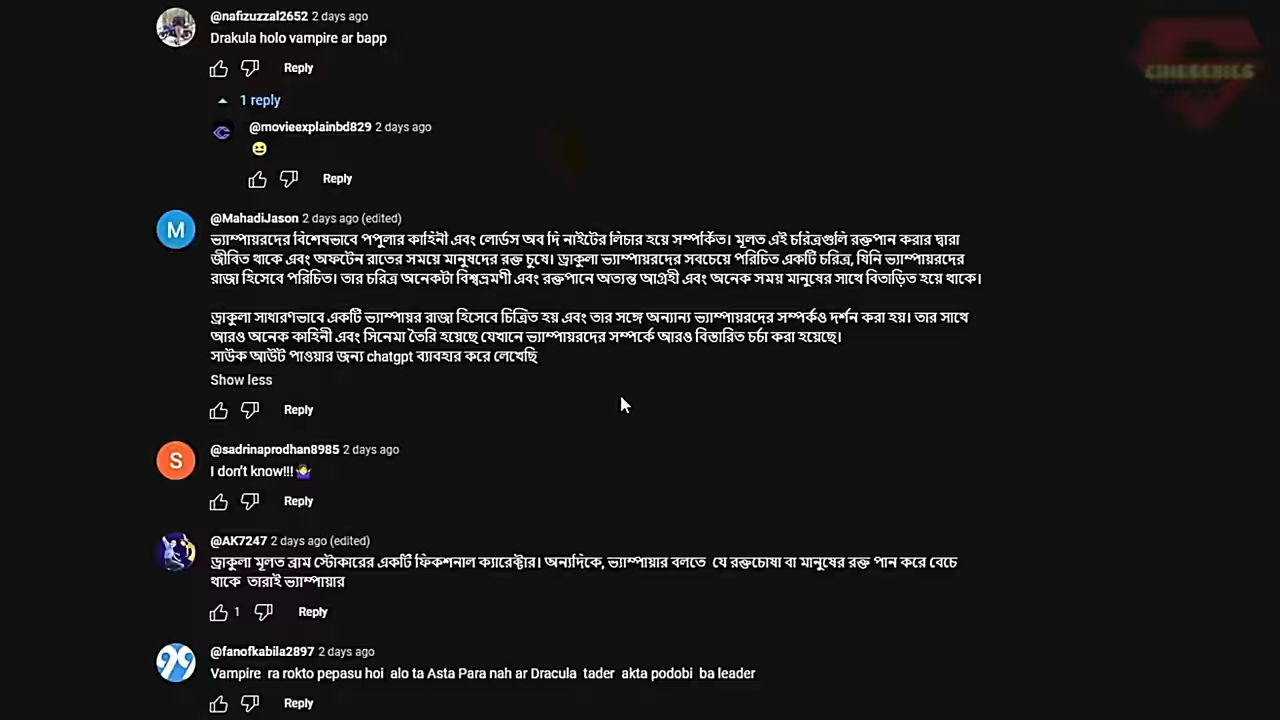 @nafizuzzal2652 2 days ago
Drakula holo vampire ar bapp
Reply
1 reply
@movieexplainbd829 2 days ago
😆
Reply
CINESERIES
M
@MahadiJason 2 days ago (edited)
ভ্যাম্পায়রদের বিশেষভাবে পপুলার কাহিনী এবং লোর্ডস অব দি নাইটের লিচার হয়ে সম্পর্কিত। মূলত এই চরিত্রগুলি রক্তপান করার দ্বারা
জীবিত থাকে এবং অফটেন রাতের সময়ে মানুষদের রক্ত চুষে। ড্রাকুলা ভ্যাম্পায়রদের সবচেয়ে পরিচিত একটি চরিত্র, যিনি ভ্যাম্পায়রদের
রাজা হিসেবে পরিচিত। তার চরিত্র অনেকটা বিশ্বভ্রমণী এবং রক্তপানে অত্যন্ত আগ্রহী এবং অনেক সময় মানুষের সাথে বিতাড়িত হয়ে থাকে।
ড্রাকুলা সাধারণভাবে একটি ভ্যাম্পায়র রাজা হিসেবে চিত্রিত হয় এবং তার সঙ্গে অন্যান্য ভ্যাম্পায়রদের সম্পর্কও দর্শন করা হয়। তার সাথে
আরও অনেক কাহিনী এবং সিনেমা তৈরি হয়েছে যেখানে ভ্যাম্পায়রদের সম্পর্কে আরও বিস্তারিত চর্চা করা হয়েছে।
সাউক আউট পাওয়ার জন্য chatgpt ব্যাবহার করে লেখেছি
Show less
Reply
S
@sadrinaprodhan8985 2 days ago
I don't know!!!🤷‍♀️
Reply
@AK7247 2 days ago (edited)
ড্রাকুলা মূলত ব্রাম স্টোকারের একটি ফিকশনাল ক্যারেক্টার। অন্যদিকে, ভ্যাম্পায়ার বলতে যে রক্তচোষা বা মানুষের রক্ত পান করে বেচে
থাকে তারাই ভ্যাম্পায়ার
1 Reply
@fanofkabila2897 2 days ago
Vampire ra rokto pepasu hoi alo ta Asta Para nah ar Dracula tader akta podobi ba leader
Reply